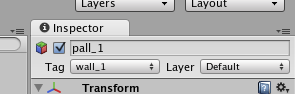 Layers Layout
Inspector
pall_1
Tag wall_1 Layer Default
Transform